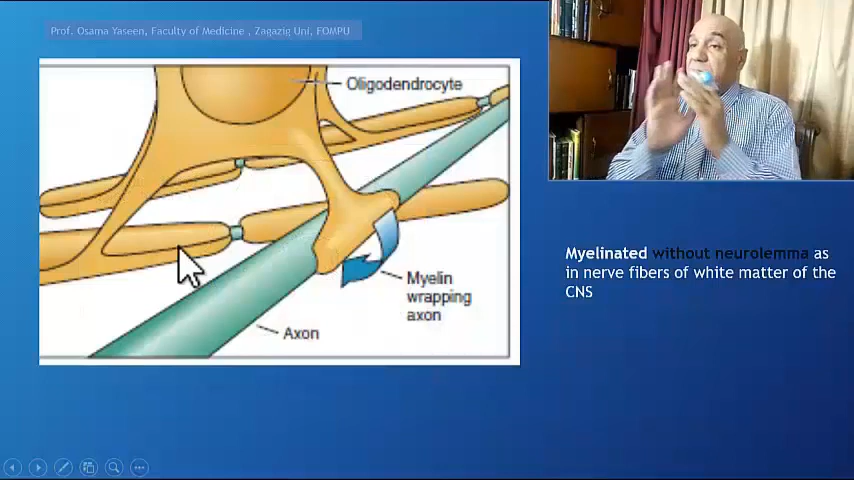 Prof. Osama Yaseen, Faculty of Medicine , Zagazig Uni, FOMPU
Oligodendrocyte
Myelinated without neurolemma as
in nerve fibers of white matter of the
CNS
Myelin
wrapping
axon
Axon